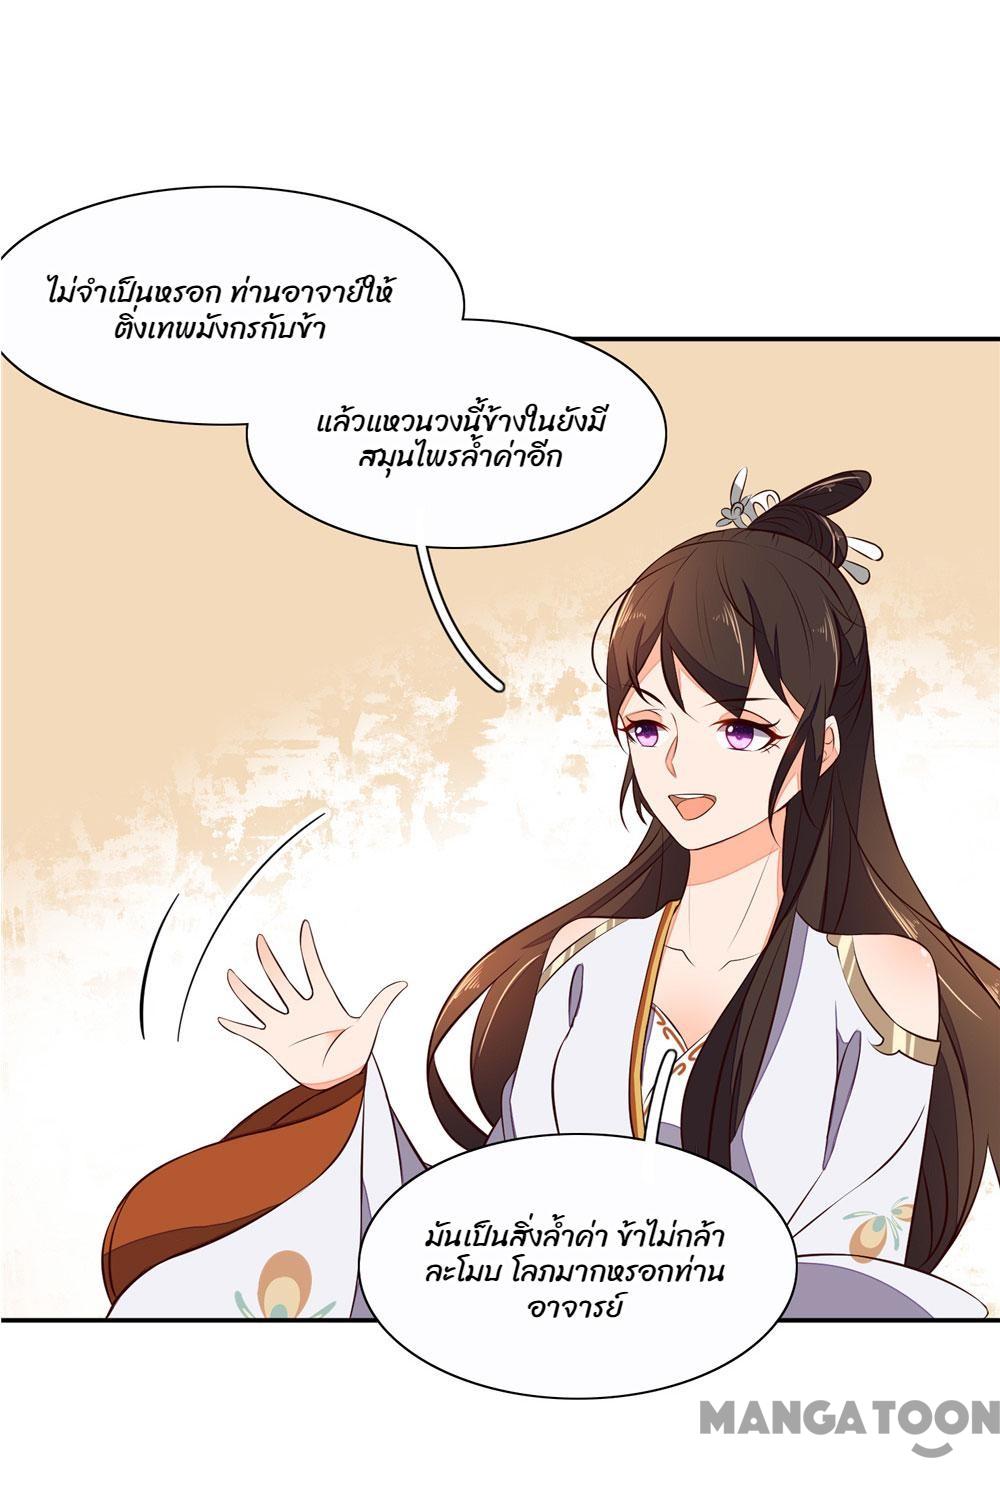 ไม่จำเป็นหรอก ท่านอาจาย์ให้
ติ่งเทพมังกรกับข้า
แล้วแหวนวงนี้ข้างในยังมี
สมุนไพรล้ำค่าอีก
มันเป็นสิ่งล้ำค่า ข้าไม่กล้า
ละโมบ โลภมากหรอกท่าน
อาจารย์
MANGATOON